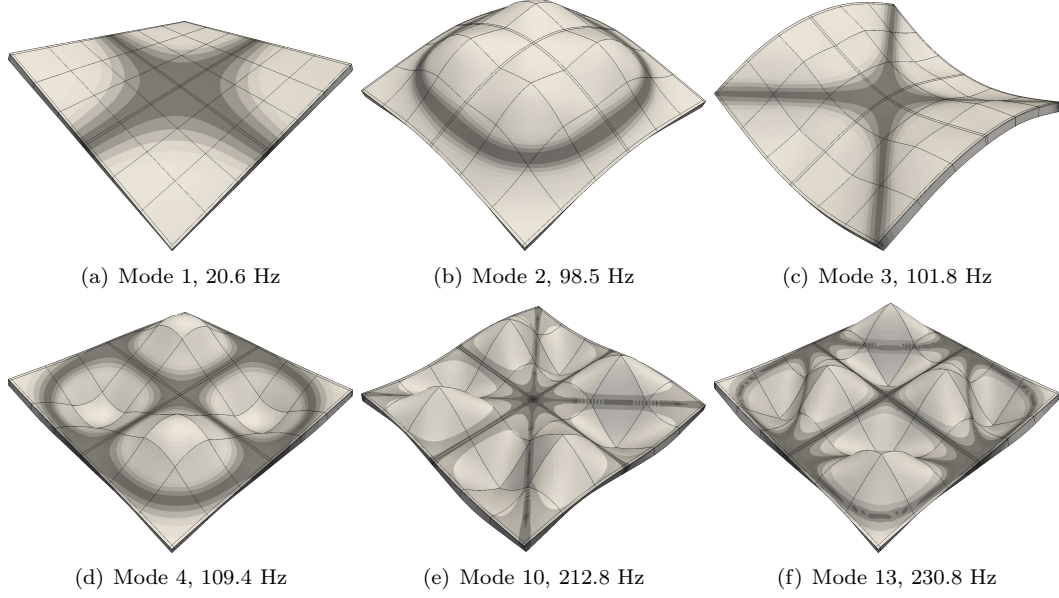 (a) Mode 1, 20.6 Hz
(b) Mode 2, 98.5 Hz
(c) Mode 3, 101.8 Hz
(d) Mode 4, 109.4 Hz
(e) Mode 10, 212.8 Hz
(f) Mode 13, 230.8 Hz